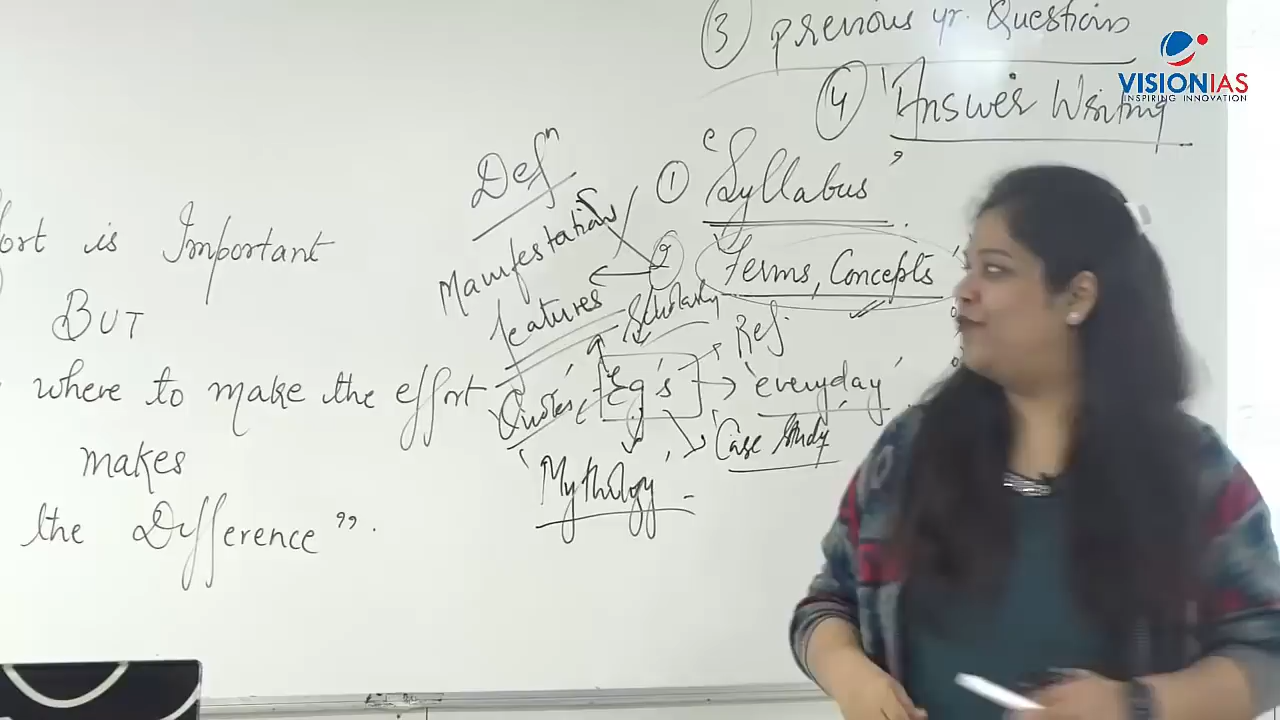 ③ previous yr. Questions
④ 'Answer Writing
VISIONIAS
INSPIRING INNOVATION
Defⁿ
① "Syllabus"
Manifestation
② Terms, Concepts
features
Scholarly
Ref.
Quotes' Eg's 'everyday'
'Case Study
'Mythology'
ort is Important
BUT
where to make the effort
makes
the Difference".